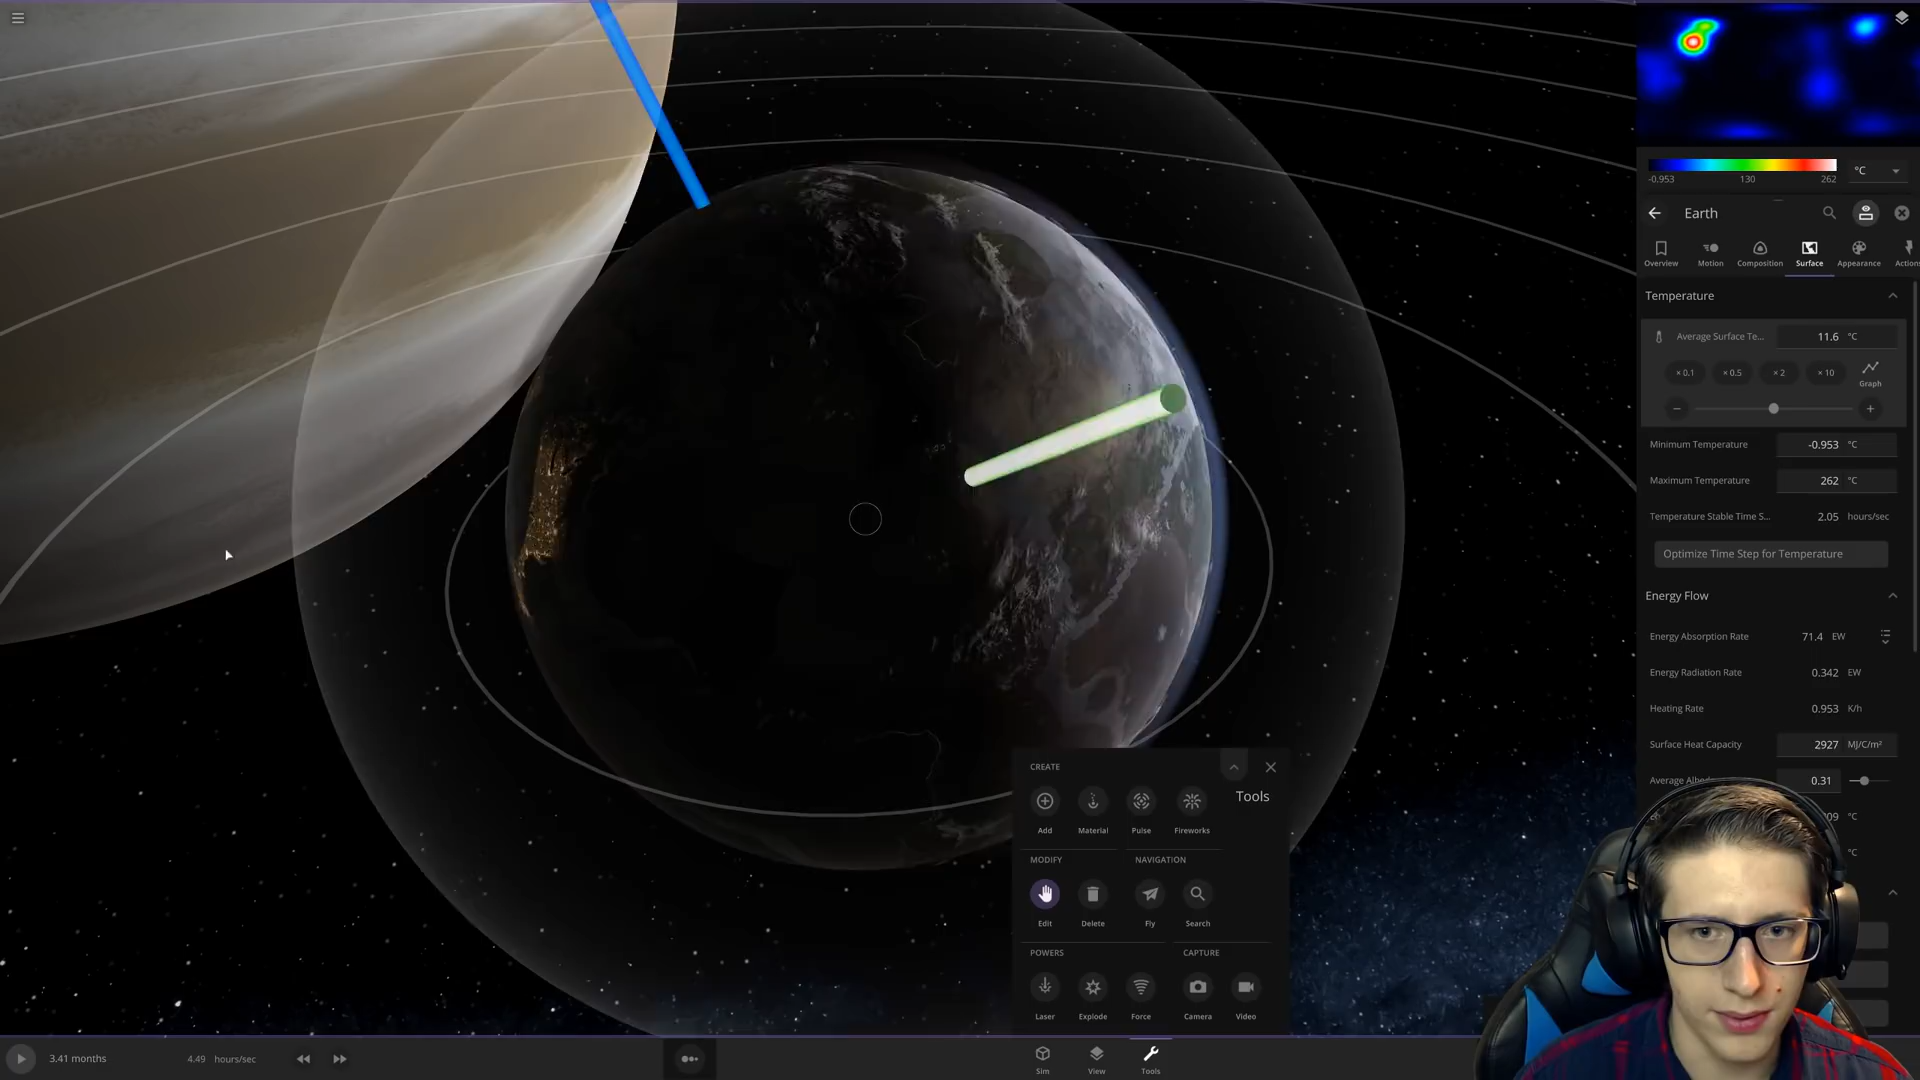 -0.953 130 262 °C
Earth
Overview Motion Composition Surface Appearance Actions
Temperature
Average Surface Te... 11.6 °C
× 0.1 × 0.5 × 2 × 10 Graph
Minimum Temperature -0.953 °C
Maximum Temperature 262 °C
Temperature Stable Time S... 2.05 hours/sec
Optimize Time Step for Temperature
Energy Flow
Energy Absorption Rate 71.4 EW
Energy Radiation Rate 0.342 EW
Heating Rate 0.953 K/h
Surface Heat Capacity 2927 MJ/C/m²
Average 0.31
°C
°C
CREATE
Tools
Add Material Pulse Fireworks
MODIFY NAVIGATION
Edit Delete Fly Search
POWERS CAPTURE
Laser Explode Force Camera Video
3.41 months 4.49 hours/sec
Sim View Tools